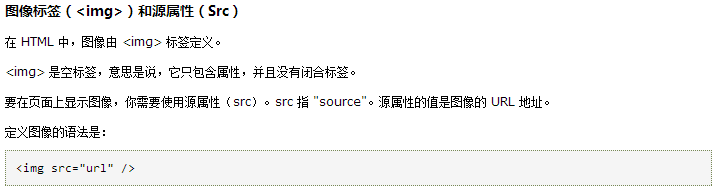 图像标签（<img>）和源属性（Src）
在 HTML 中，图像由 <img> 标签定义。
<img> 是空标签，意思是说，它只包含属性，并且没有闭合标签。
要在页面上显示图像，你需要使用源属性（src）。src 指 "source"。源属性的值是图像的 URL 地址。
定义图像的语法是：
<img src="url" />